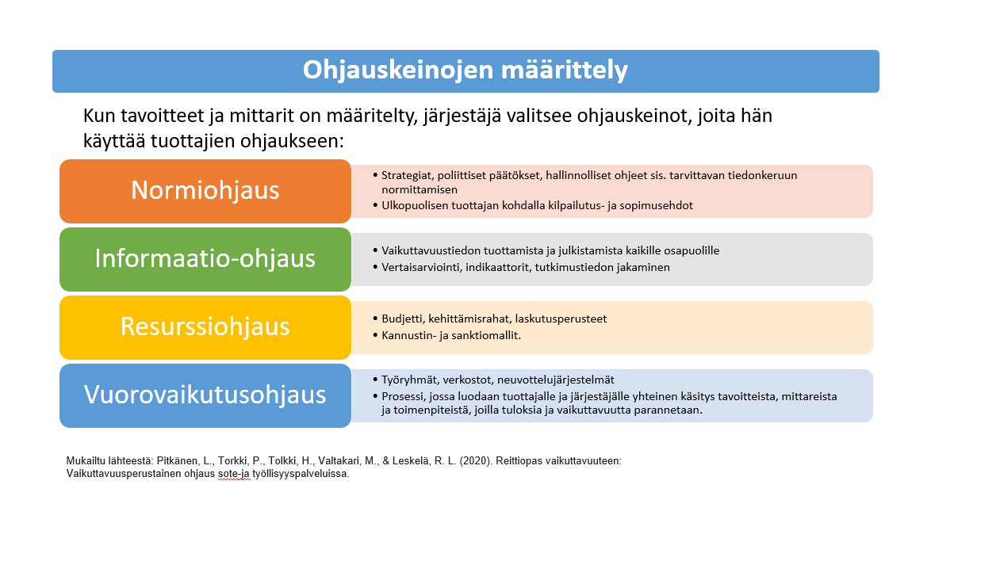 Ohjauskeinojen määrittely
Kun tavoitteet ja mittarit on määritelty, järjestäjä valitsee ohjauskeinot, joita hän
käyttää tuottajien ohjaukseen:
Normiohjaus
• Strategiat, poliittiset päätökset, hallinnolliset ohjeet sis. tarvittavan tiedonkeruun
normittamisen
• Ulkopuolisen tuottajan kohdalla kilpailutus- ja sopimusehdot
Informaatio-ohjaus
• Vaikuttavuustiedon tuottamista ja julkistamista kaikille osapuolille
• Vertaisarviointi, indikaattorit, tutkimustiedon jakaminen
Resurssiohjaus
• Budjetti, kehittämisrahat, laskutusperusteet
• Kannustin- ja sanktiomallit.
Vuorovaikutusohjaus
• Työryhmät, verkostot, neuvottelujärjestelmät
• Prosessi, jossa luodaan tuottajalle ja järjestäjälle yhteinen käsitys tavoitteista, mittareista
ja toimenpiteistä, joilla tuloksia ja vaikuttavuutta parannetaan.
Mukailtu lähteestä: Pitkänen, L., Torkki, P., Tolkki, H., Valtakari, M., & Leskelä, R. L. (2020). Reittiopas vaikuttavuuteen:
Vaikuttavuusperustainen ohjaus sote-ja työllisyyspalveluissa.